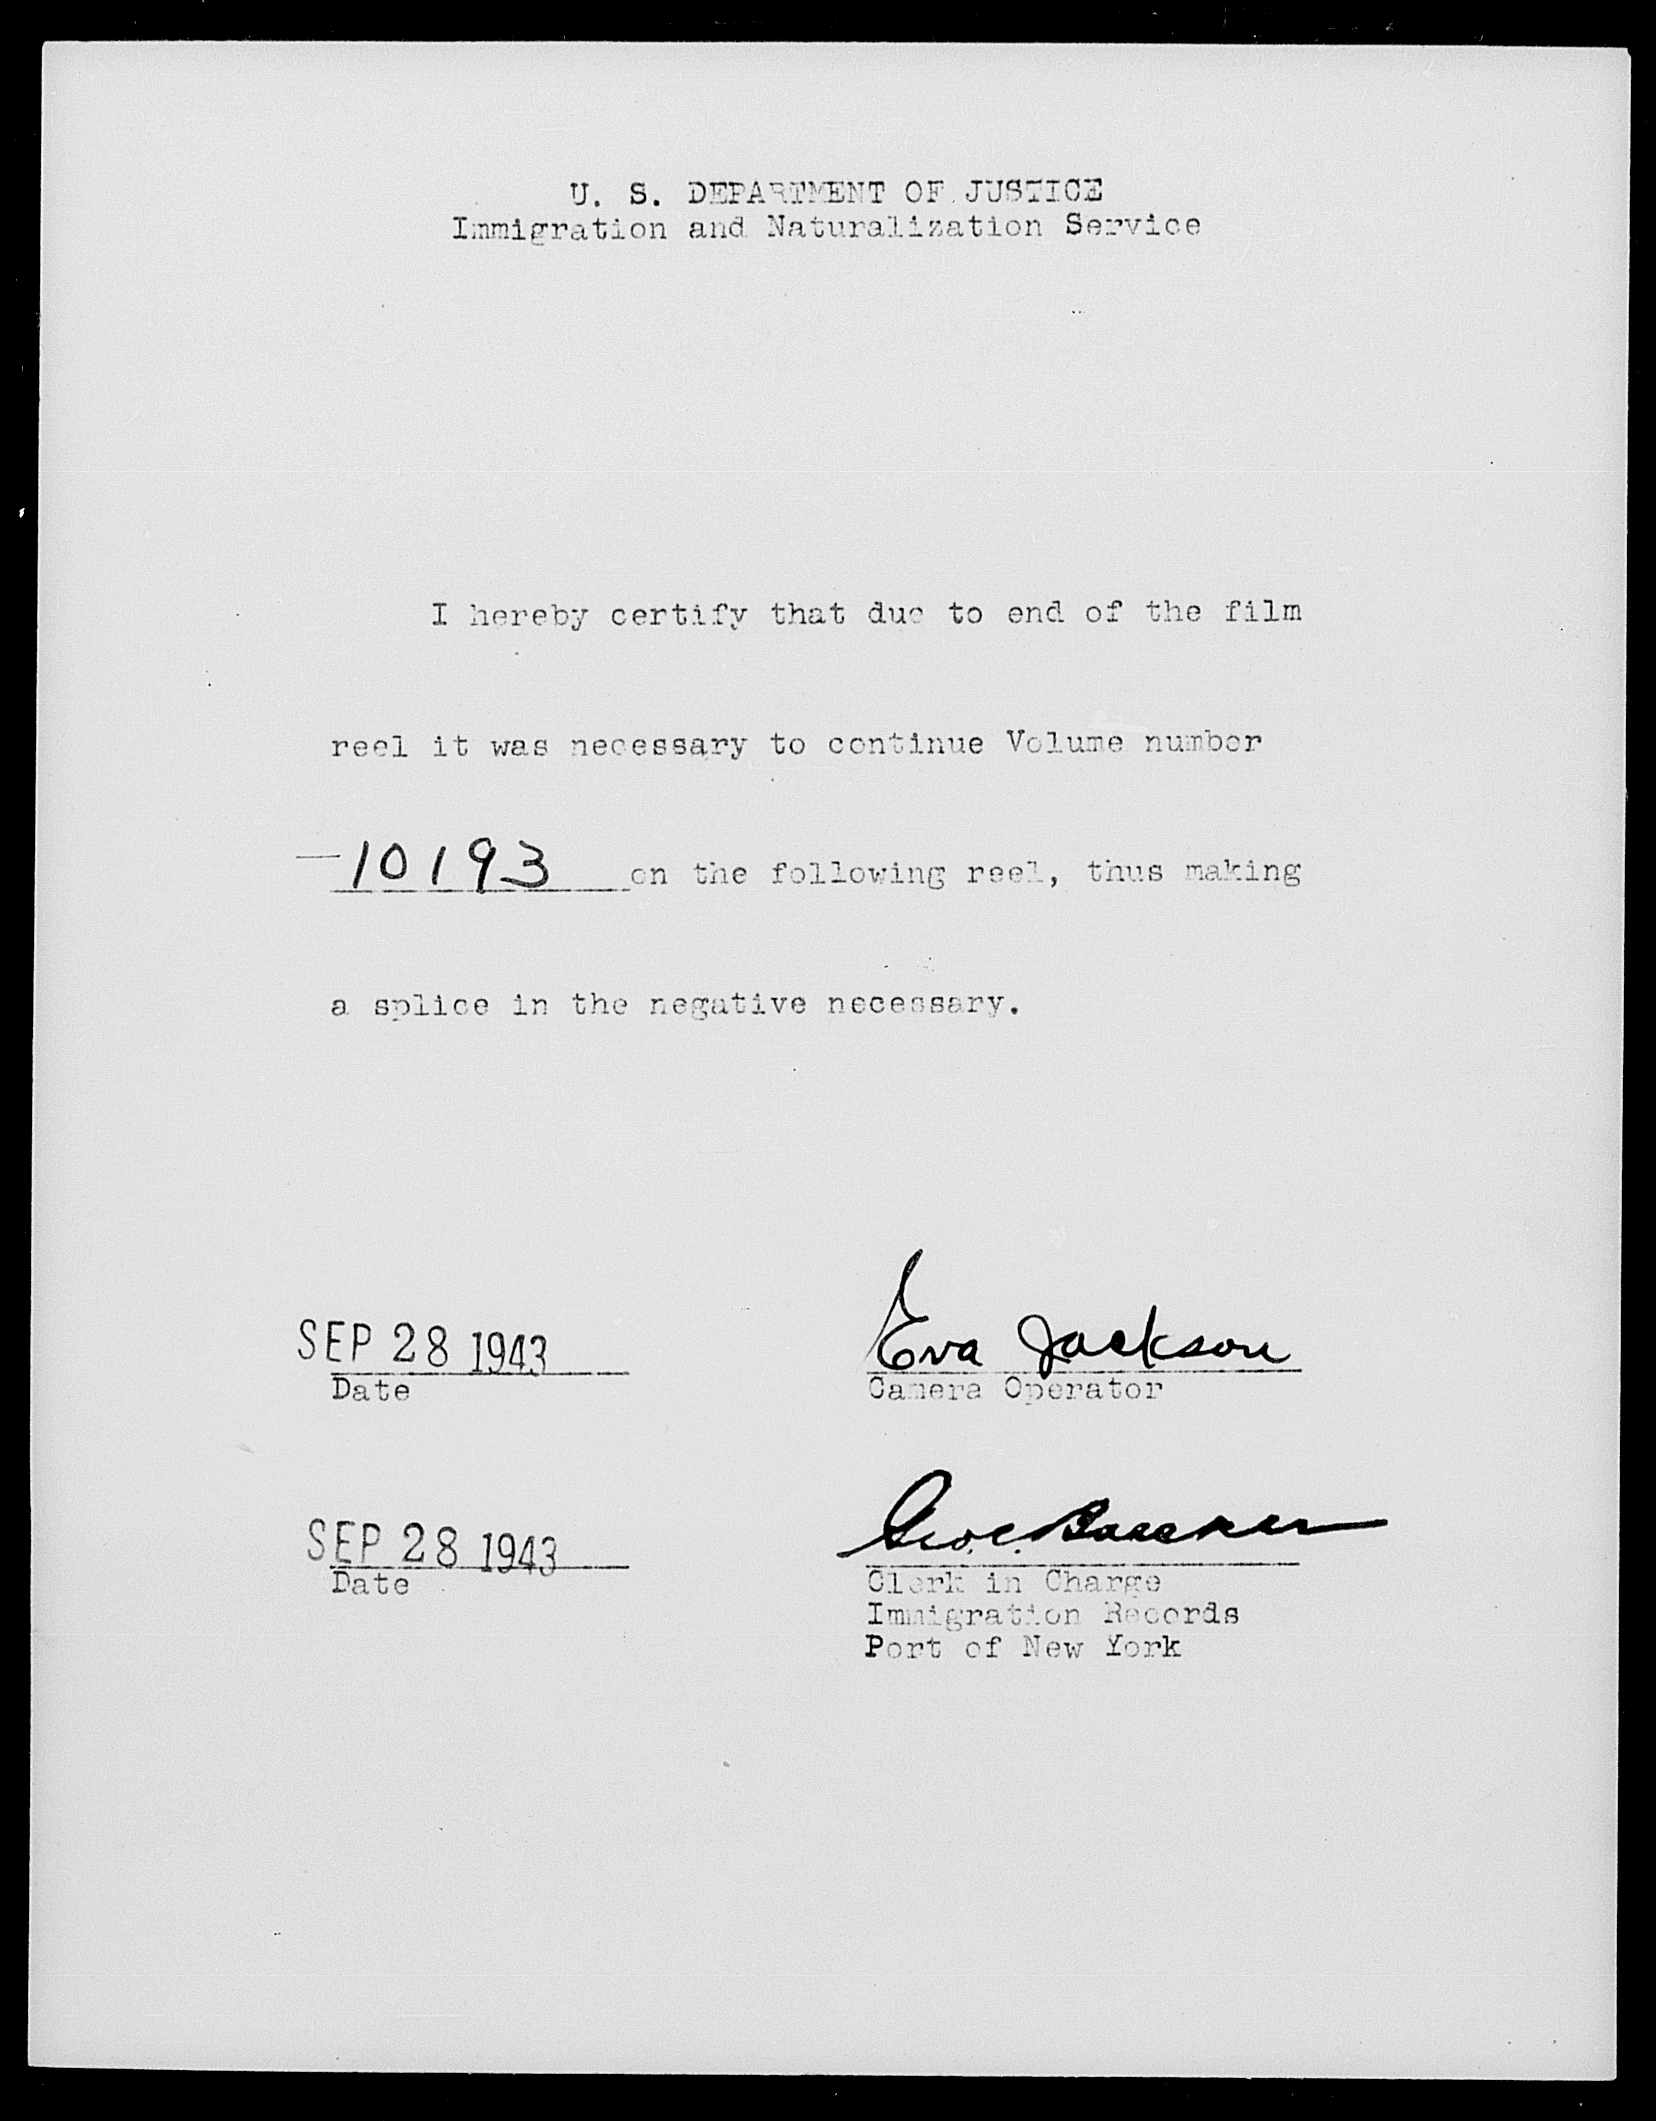 U. S. DEPARTMENT OF JUSTICE
Immigration and Naturalization Service
I hereby certify that due to end of the film
reel it was necessary to continue Volume number
10193 on the following reel, thus making
a splice in the negative necessary.
SEP 28 1943
Date
Eva Jackson
Camera Operator
SEP 28 1943
Date
Geo. C. Baecker
Clerk in Charge
Immigration Records
Port of New York